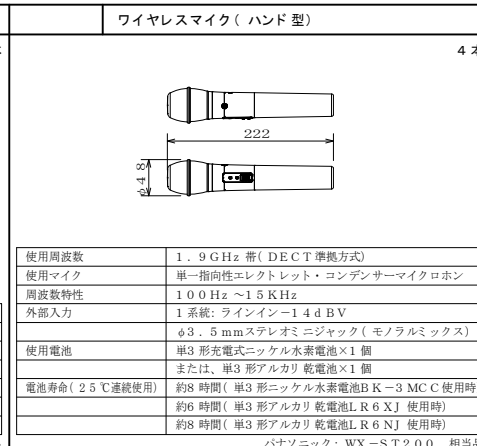 ワイヤレスマイク( ハンド型)
4本
222
φ48
使用周波数 1．9GHz 帯( DECT準拠方式)
使用マイク 単一指向性エレクトレット・コンデンサーマイクロホン
周波数特性 100Hz ～15KHz
外部入力 1系統: ラインイン−14dBV
φ3．5mmステレオミニジャック( モノラルミックス)
使用電池 単3 形充電式ニッケル水素電池×1 個
または、単3 形アルカリ乾電池×1 個
電池寿命( 25℃連続使用) 約8 時間( 単3 形ニッケル水素電池BK−3MCC使用時
約6 時間( 単3 形アルカリ乾電池LR6XJ 使用時)
約8 時間( 単3 形アルカリ乾電池LR6NJ 使用時)
パナソニック: WX−ST200 相当品